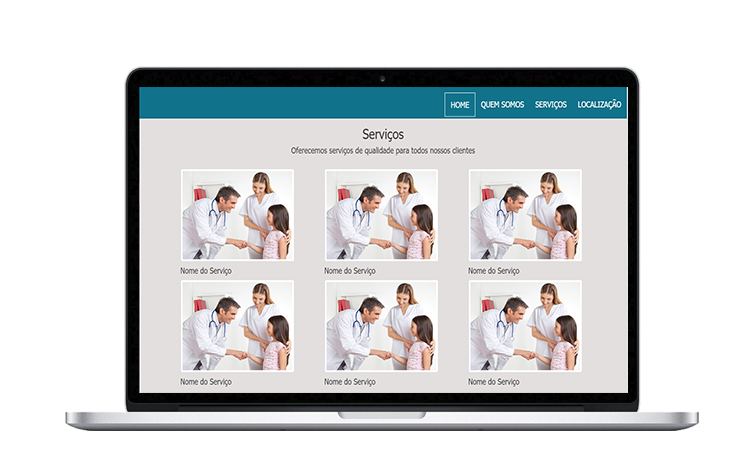 HOME QUEM SOMOS SERVIÇOS LOCALIZAÇÃO
Serviços
Oferecemos serviços de qualidade para todos nossos clientes
Nome do Serviço Nome do Serviço Nome do Serviço
Nome do Serviço Nome do Serviço Nome do Serviço